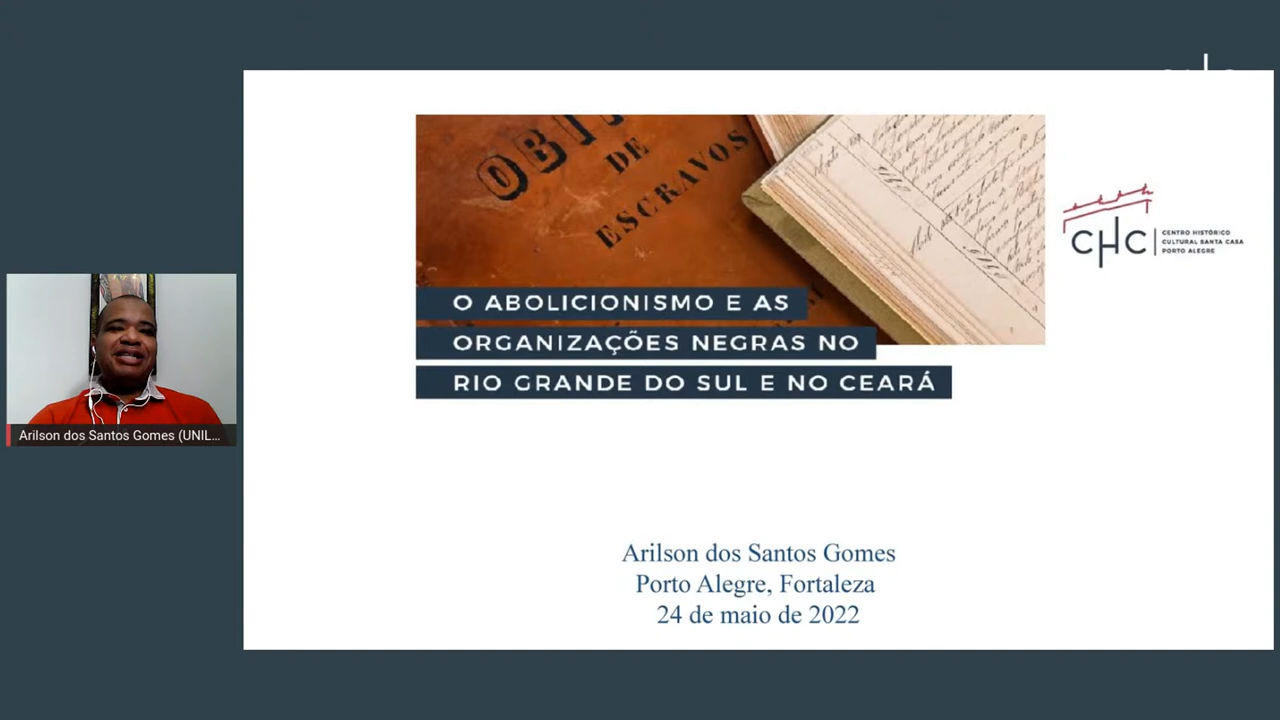 OBIT
DE
ESCRAVOS
O ABOLICIONISMO E AS
ORGANIZAÇÕES NEGRAS NO
RIO GRANDE DO SUL E NO CEARÁ
CHC
CENTRO HISTÓRICO
CULTURAL SANTA CASA
PORTO ALEGRE
Arilson dos Santos Gomes (UNIL...
Arilson dos Santos Gomes
Porto Alegre, Fortaleza
24 de maio de 2022